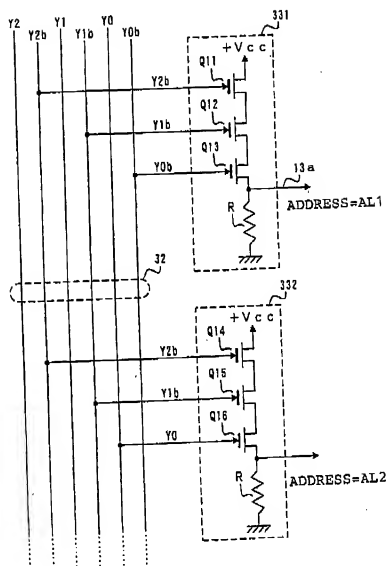 Y2 Y1 Y0
Y2b Y1b Y0b
331
+Vcc
Q11
Y2b
Q12
Y1b
Q13
Y0b
13a
ADDRESS=AL1
R
32
332
+Vcc
Q14
Y2b
Q15
Y1b
Q16
Y0
ADDRESS=AL2
R